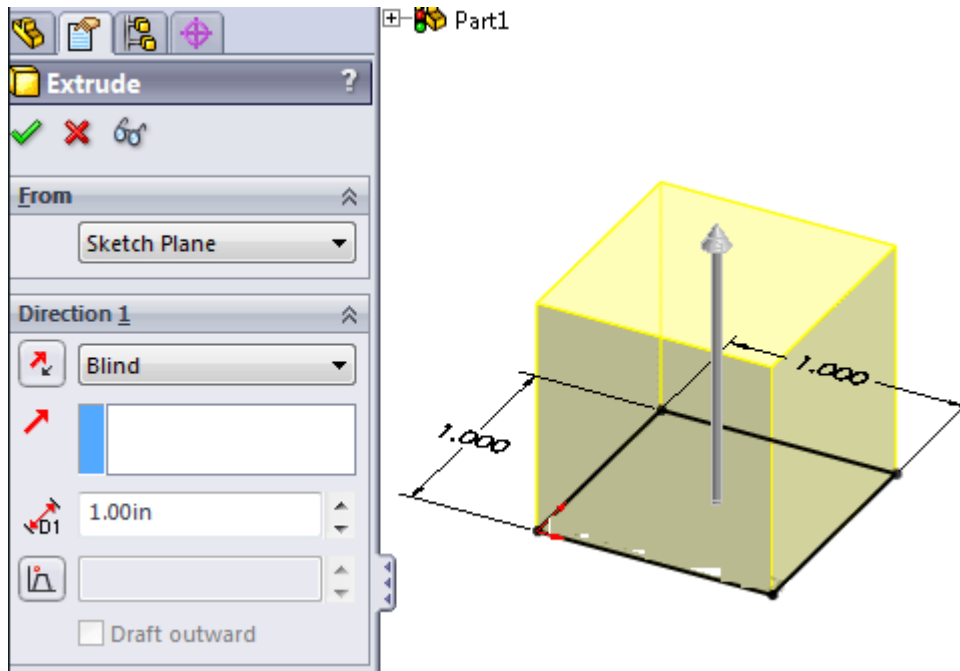 Part1
Extrude ?
From
Sketch Plane
Direction 1
Blind
D1 1.00in
Draft outward
1.000
1.000